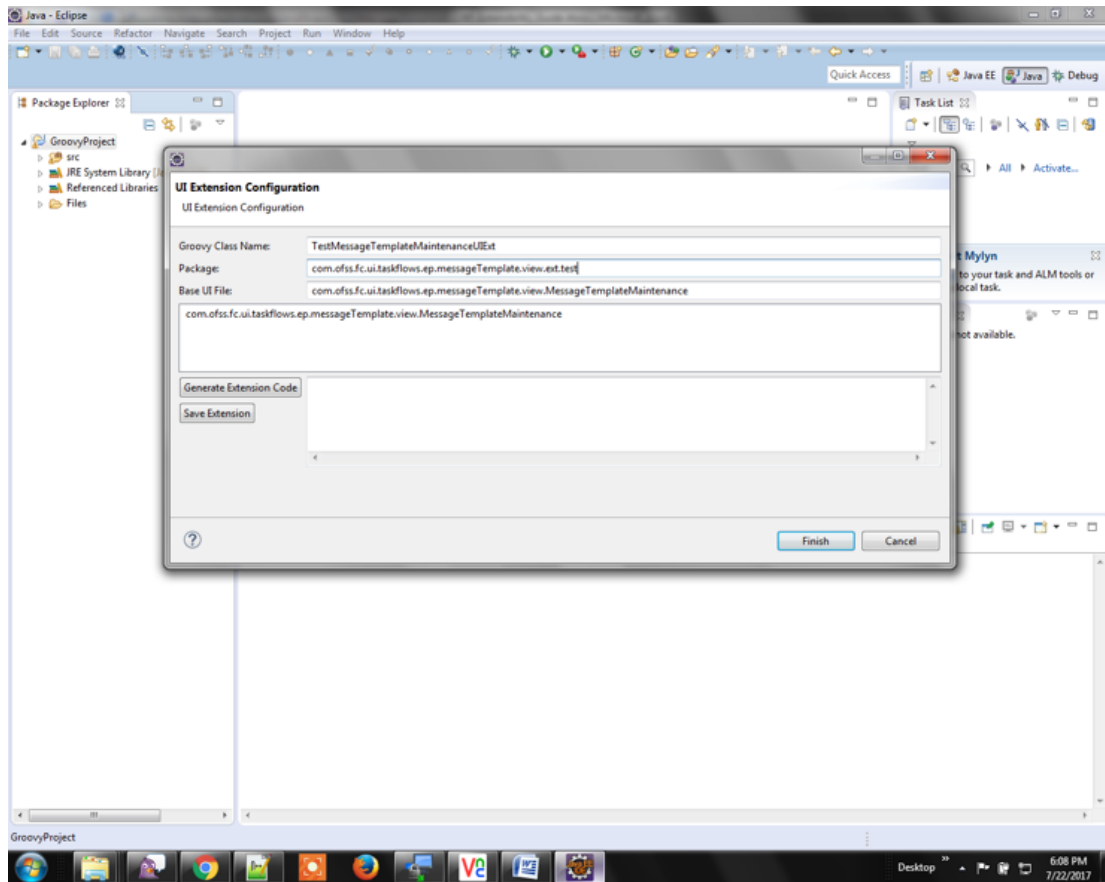 Java - Eclipse
File Edit Source Refactor Navigate Search Project Run Window Help
Quick Access
Java EE
Java
Debug
Package Explorer
Task List
GroovyProject
src
JRE System Library
Referenced Libraries
Files
All
Activate...
UI Extension Configuration
UI Extension Configuration
Groovy Class Name: TestMessageTemplateMaintenanceUIExt
Package: com.ofss.fc.ui.taskflows.ep.messageTemplate.view.ext.test
Base UI File: com.ofss.fc.ui.taskflows.ep.messageTemplate.view.MessageTemplateMaintenance
com.ofss.fc.ui.taskflows.ep.messageTemplate.view.MessageTemplateMaintenance
Generate Extension Code
Save Extension
Mylyn
to your task and ALM tools or
local task.
not available.
Finish
Cancel
GroovyProject
Desktop
6:08 PM
7/22/2017